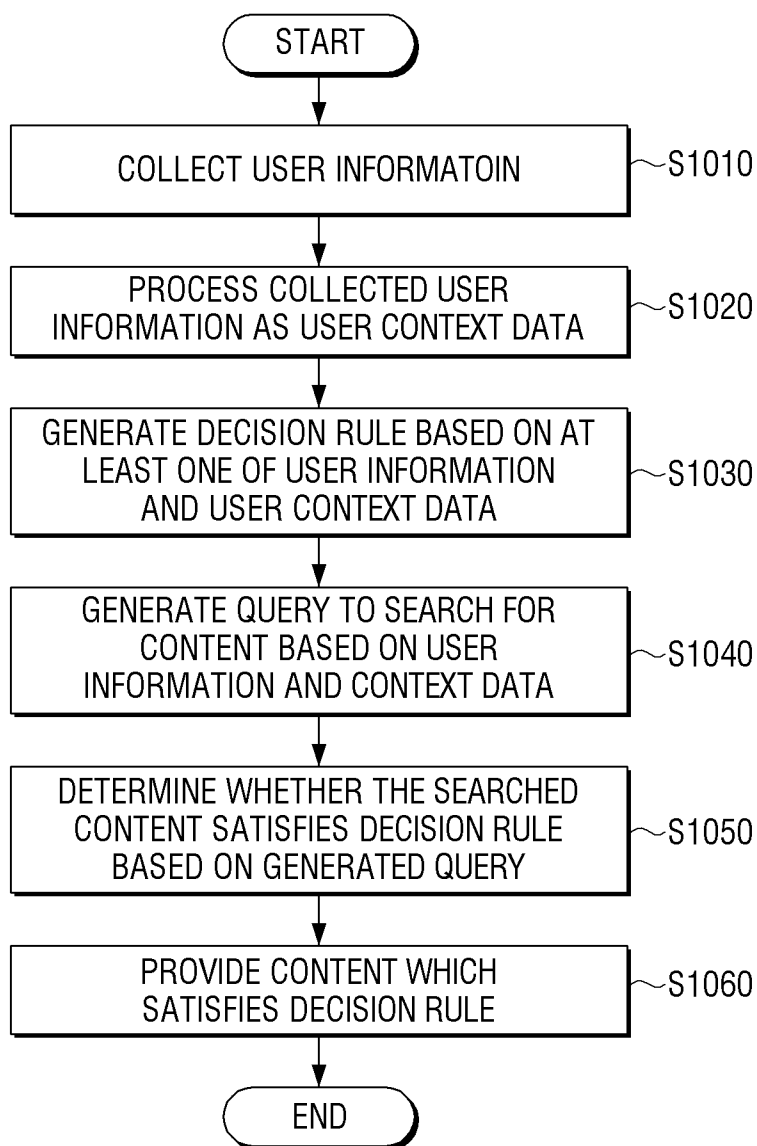 START
COLLECT USER INFORMATOIN
S1010
PROCESS COLLECTED USER
INFORMATION AS USER CONTEXT DATA
S1020
GENERATE DECISION RULE BASED ON AT
LEAST ONE OF USER INFORMATION
AND USER CONTEXT DATA
S1030
GENERATE QUERY TO SEARCH FOR
CONTENT BASED ON USER
INFORMATION AND CONTEXT DATA
S1040
DETERMINE WHETHER THE SEARCHED
CONTENT SATISFIES DECISION RULE
BASED ON GENERATED QUERY
S1050
PROVIDE CONTENT WHICH
SATISFIES DECISION RULE
S1060
END